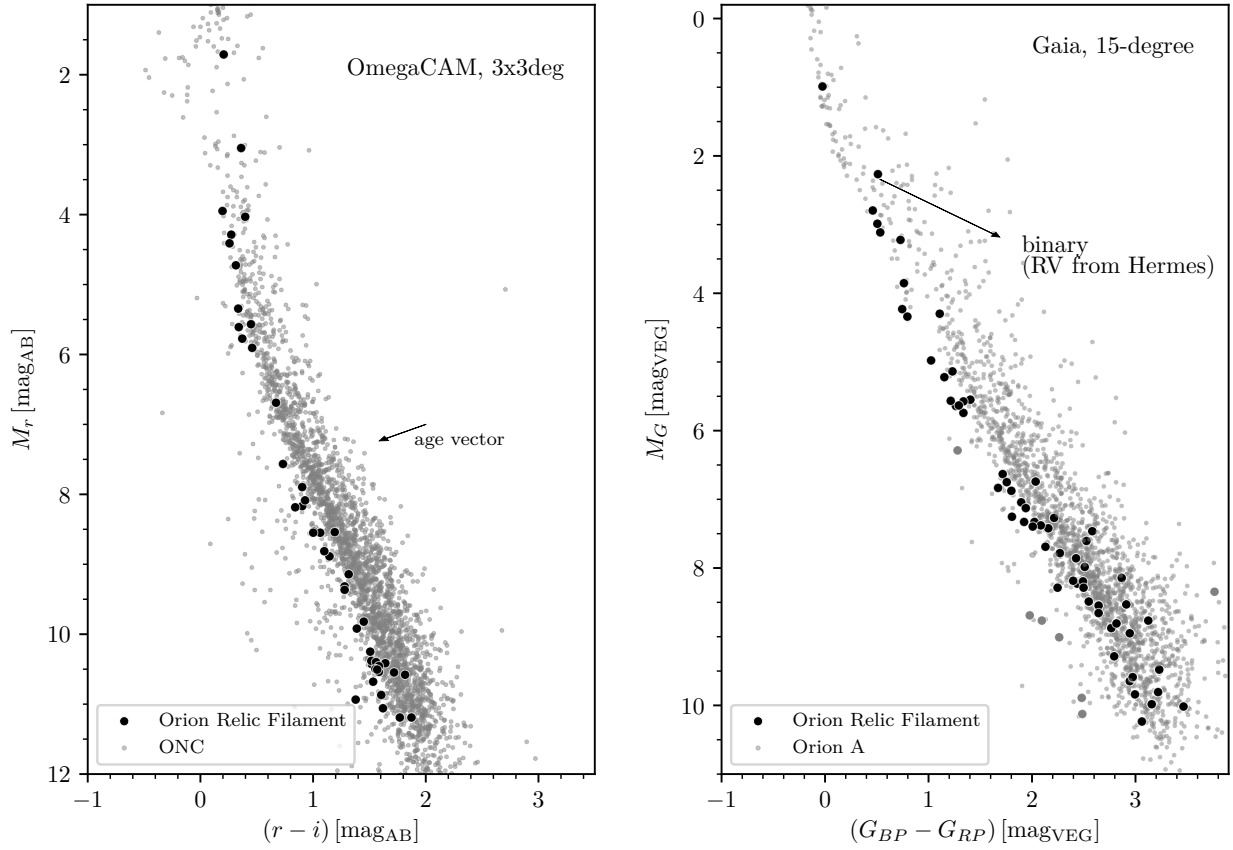 OmegaCAM, 3x3deg
age vector
Orion Relic Filament
ONC
2
4
6
8
10
12
−1
0
1
2
3
M_r [mag_AB]
(r − i) [mag_AB]
Gaia, 15-degree
binary
(RV from Hermes)
Orion Relic Filament
Orion A
0
2
4
6
8
10
−1
0
1
2
3
M_G [mag_VEG]
(G_BP − G_RP) [mag_VEG]